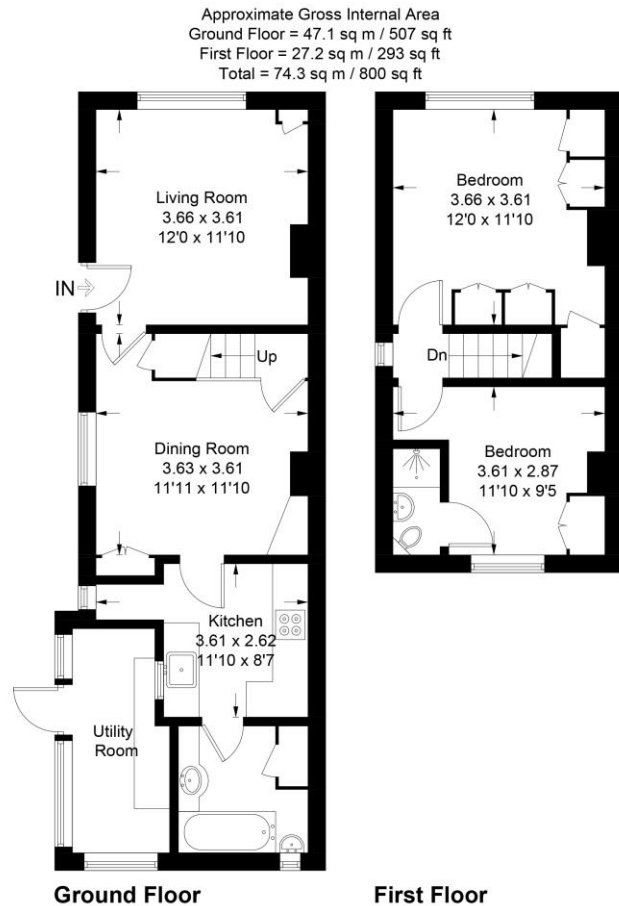 Approximate Gross Internal Area
Ground Floor = 47.1 sq m / 507 sq ft
First Floor = 27.2 sq m / 293 sq ft
Total = 74.3 sq m / 800 sq ft
Living Room
3.66 x 3.61
12'0 x 11'10
IN
Up
Dining Room
3.63 x 3.61
11'11 x 11'10
Kitchen
3.61 x 2.62
11'10 x 8'7
Utility
Room
Ground Floor
Bedroom
3.66 x 3.61
12'0 x 11'10
Dn
Bedroom
3.61 x 2.87
11'10 x 9'5
First Floor